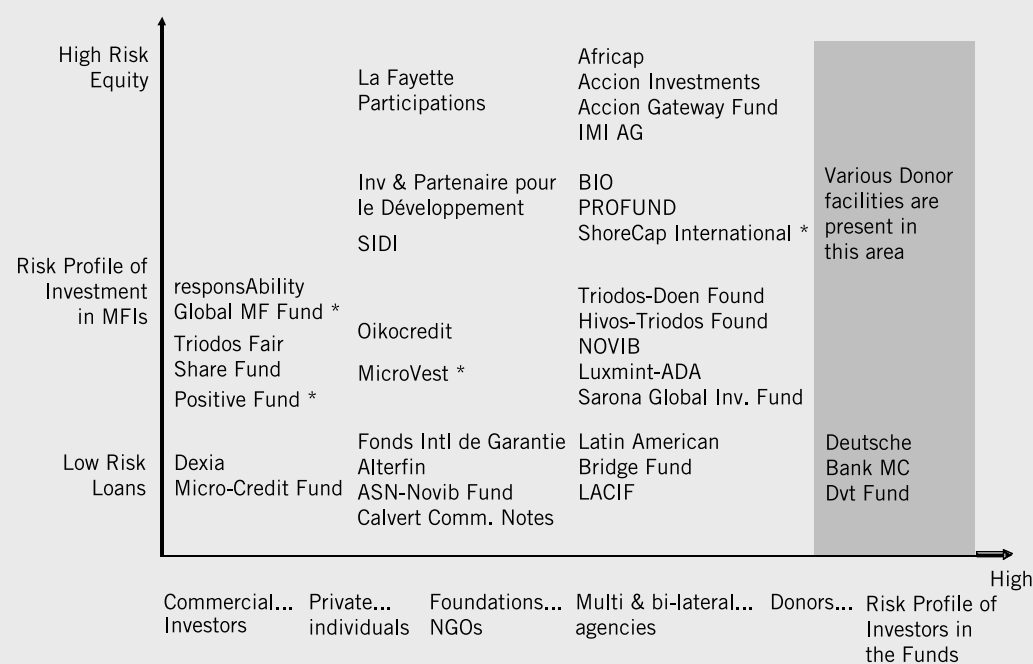 High Risk
Equity
La Fayette
Participations
Africap
Accion Investments
Accion Gateway Fund
IMI AG
Inv & Partenaire pour
le Développement
SIDI
BIO
PROFUND
ShoreCap International *
Various Donor
facilities are
present in
this area
Risk Profile of
Investment
in MFIs
responsAbility
Global MF Fund *
Triodos Fair
Share Fund
Positive Fund *
Oikocredit
MicroVest *
Triodos-Doen Found
Hivos-Triodos Found
NOVIB
Luxmint-ADA
Sarona Global Inv. Fund
Low Risk
Loans
Dexia
Micro-Credit Fund
Fonds Intl de Garantie
Alterfin
ASN-Novib Fund
Calvert Comm. Notes
Latin American
Bridge Fund
LACIF
Deutsche
Bank MC
Dvt Fund
High
Commercial...
Investors
Private...
individuals
Foundations...
NGOs
Multi & bi-lateral...
agencies
Donors...
Risk Profile of
Investors in
the Funds